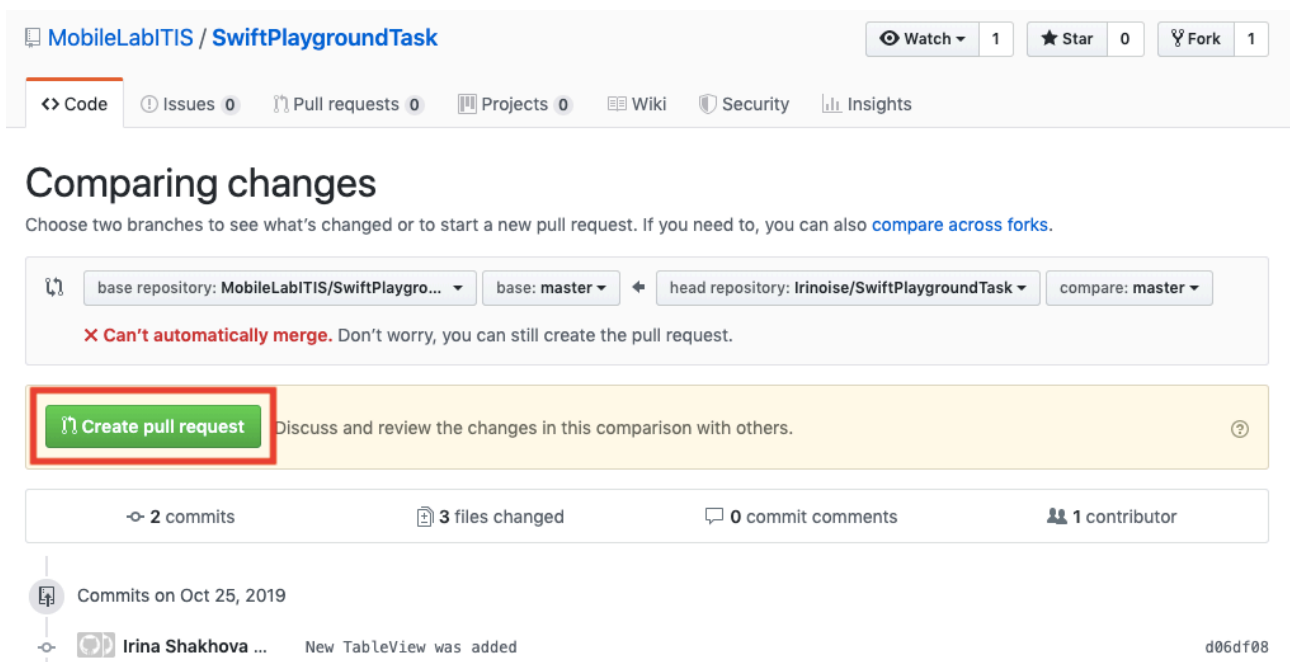 MobileLabITIS / SwiftPlaygroundTask Watch 1 Star 0 Fork 1
Code Issues 0 Pull requests 0 Projects 0 Wiki Security Insights
Comparing changes
Choose two branches to see what's changed or to start a new pull request. If you need to, you can also compare across forks.
base repository: MobileLabITIS/SwiftPlaygro... base: master head repository: Irinoise/SwiftPlaygroundTask compare: master
Can't automatically merge. Don't worry, you can still create the pull request.
Create pull request Discuss and review the changes in this comparison with others.
2 commits 3 files changed 0 commit comments 1 contributor
Commits on Oct 25, 2019
Irina Shakhova ... New TableView was added d06df08